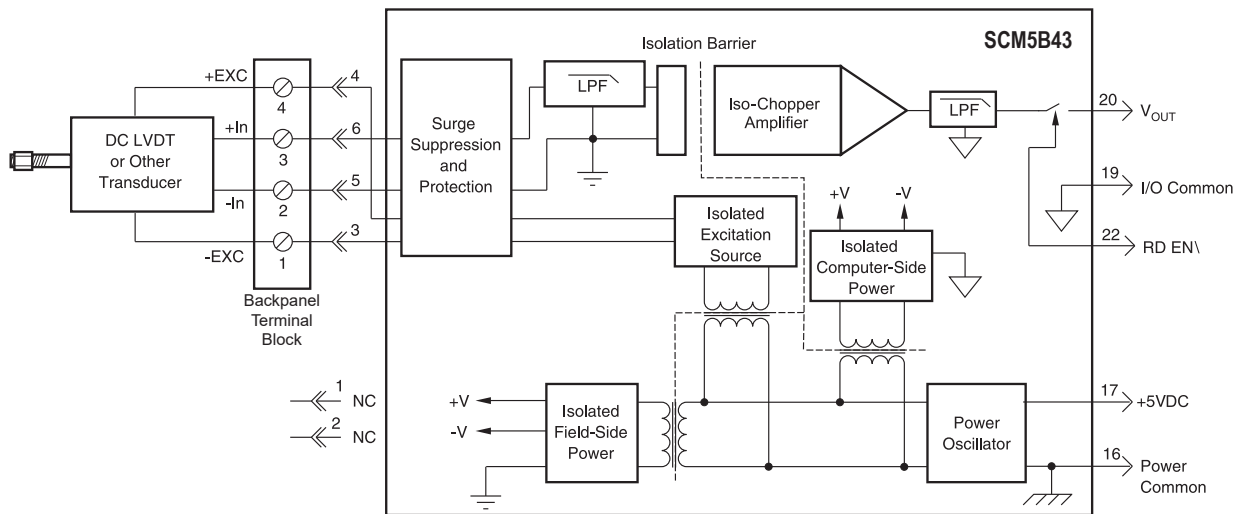 SCM5B43
Isolation Barrier
+EXC
4
4
LPF
Iso-Chopper
Amplifier
LPF
20
V_OUT
DC LVDT
or Other
Transducer
+In
3
6
Surge
Suppression
and
Protection
19
I/O Common
-In
2
5
+V
-V
Isolated
Excitation
Source
Isolated
Computer-Side
Power
22
RD EN\
-EXC
1
3
Backpanel
Terminal
Block
1
NC
2
NC
+V
-V
Isolated
Field-Side
Power
Power
Oscillator
17
+5VDC
16
Power
Common